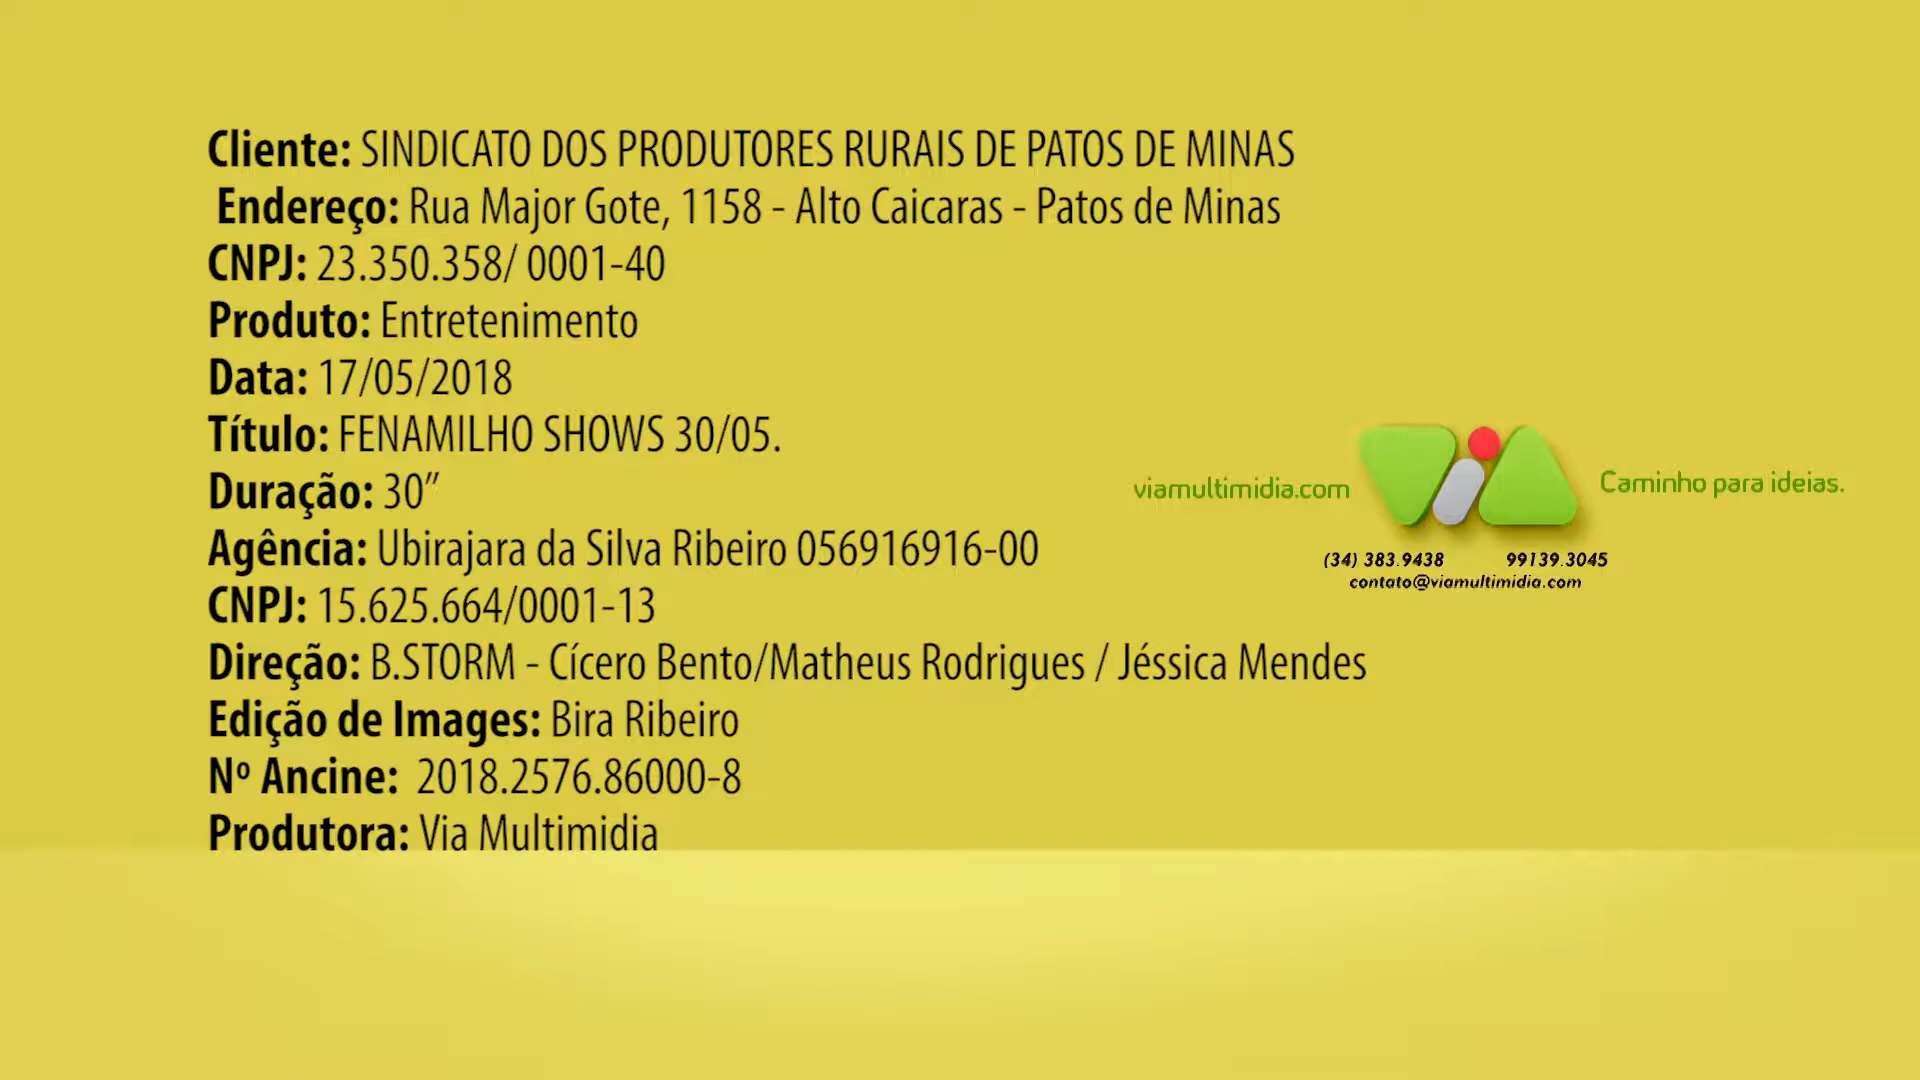 Cliente: SINDICATO DOS PRODUTORES RURAIS DE PATOS DE MINAS
Endereço: Rua Major Gote, 1158 - Alto Caicaras - Patos de Minas
CNPJ: 23.350.358/ 0001-40
Produto: Entretenimento
Data: 17/05/2018
Título: FENAMILHO SHOWS 30/05.
Duração: 30”
Agência: Ubirajara da Silva Ribeiro 056916916-00
CNPJ: 15.625.664/0001-13
Direção: B.STORM - Cícero Bento/Matheus Rodrigues / Jéssica Mendes
Edição de Images: Bira Ribeiro
Nº Ancine: 2018.2576.86000-8
Produtora: Via Multimidia
viamultimidia.com VIA Caminho para ideias.
(34) 383.9438 99139.3045
contato@viamultimidia.com